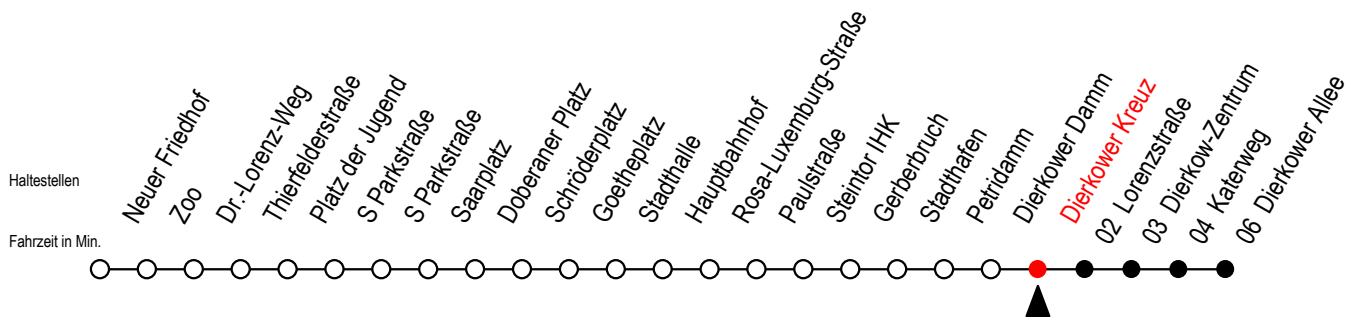 Haltestellen
Fahrzeit in Min.
Neuer Friedhof
Zoo
Dr.-Lorenz-Weg
Thierfelderstraße
Platz der Jugend
S Parkstraße
S Parkstraße
Saarplatz
Doberaner Platz
Schröderplatz
Goetheplatz
Stadthalle
Hauptbahnhof
Rosa-Luxemburg-Straße
Paulstraße
Steintor IHK
Gerberbruch
Stadthafen
Petridamm
Dierkower Damm
Dierkower Kreuz
02 Lorenzstraße
03 Dierkow-Zentrum
04 Katerweg
06 Dierkower Allee